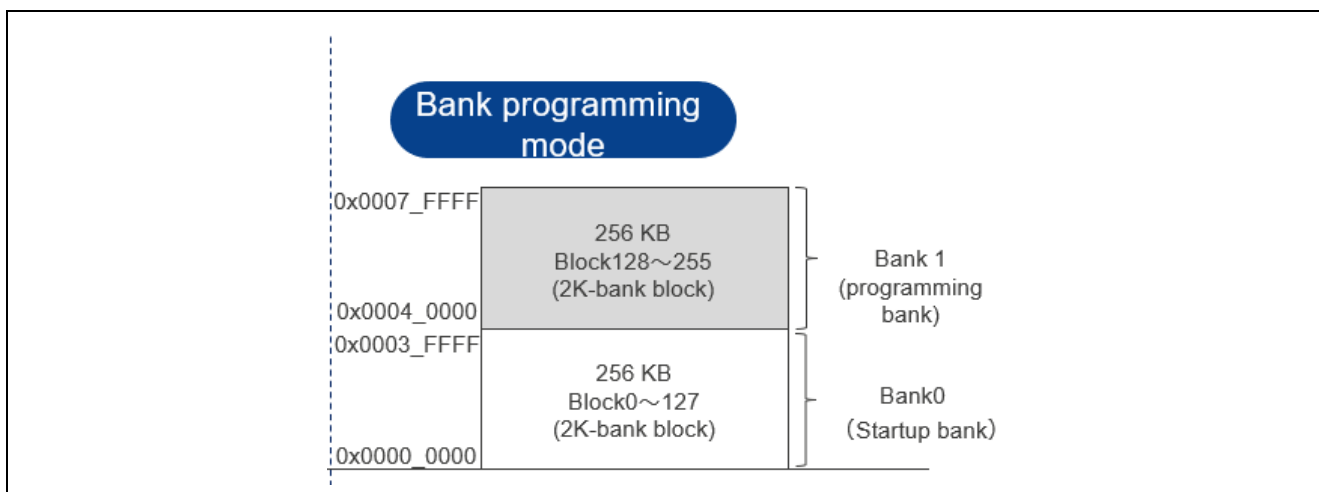 Bank programming
mode
0x0007_FFFF
256 KB
Block128～255
(2K-bank block)
Bank 1
(programming
bank)
0x0004_0000
0x0003_FFFF
256 KB
Block0～127
(2K-bank block)
Bank0
（Startup bank）
0x0000_0000